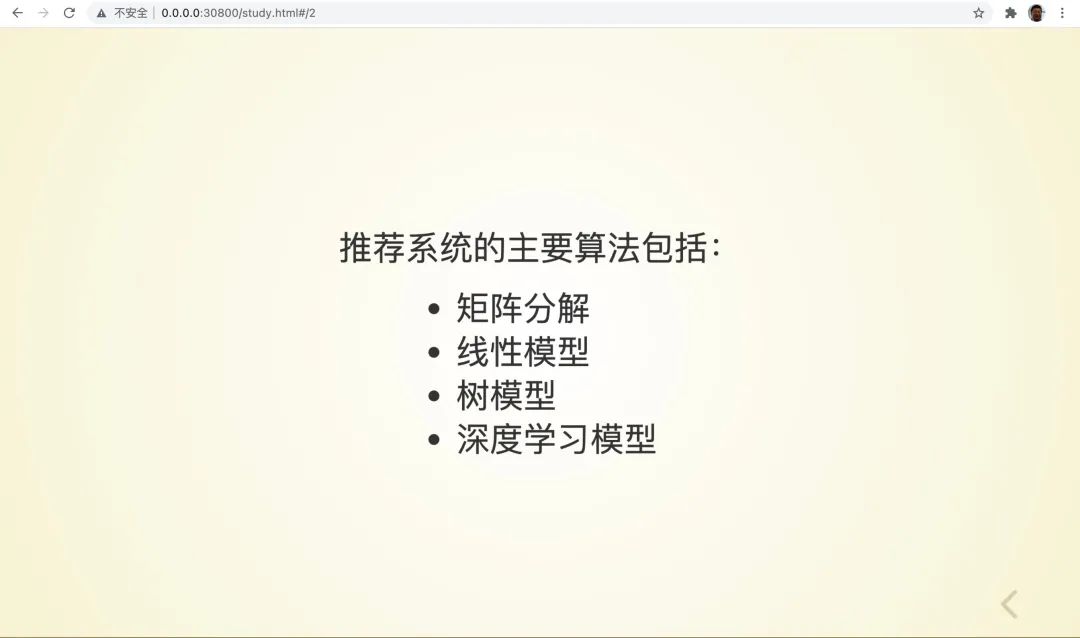 不安全 | 0.0.0.0:30800/study.html#/2
推荐系统的主要算法包括：
• 矩阵分解
• 线性模型
• 树模型
• 深度学习模型